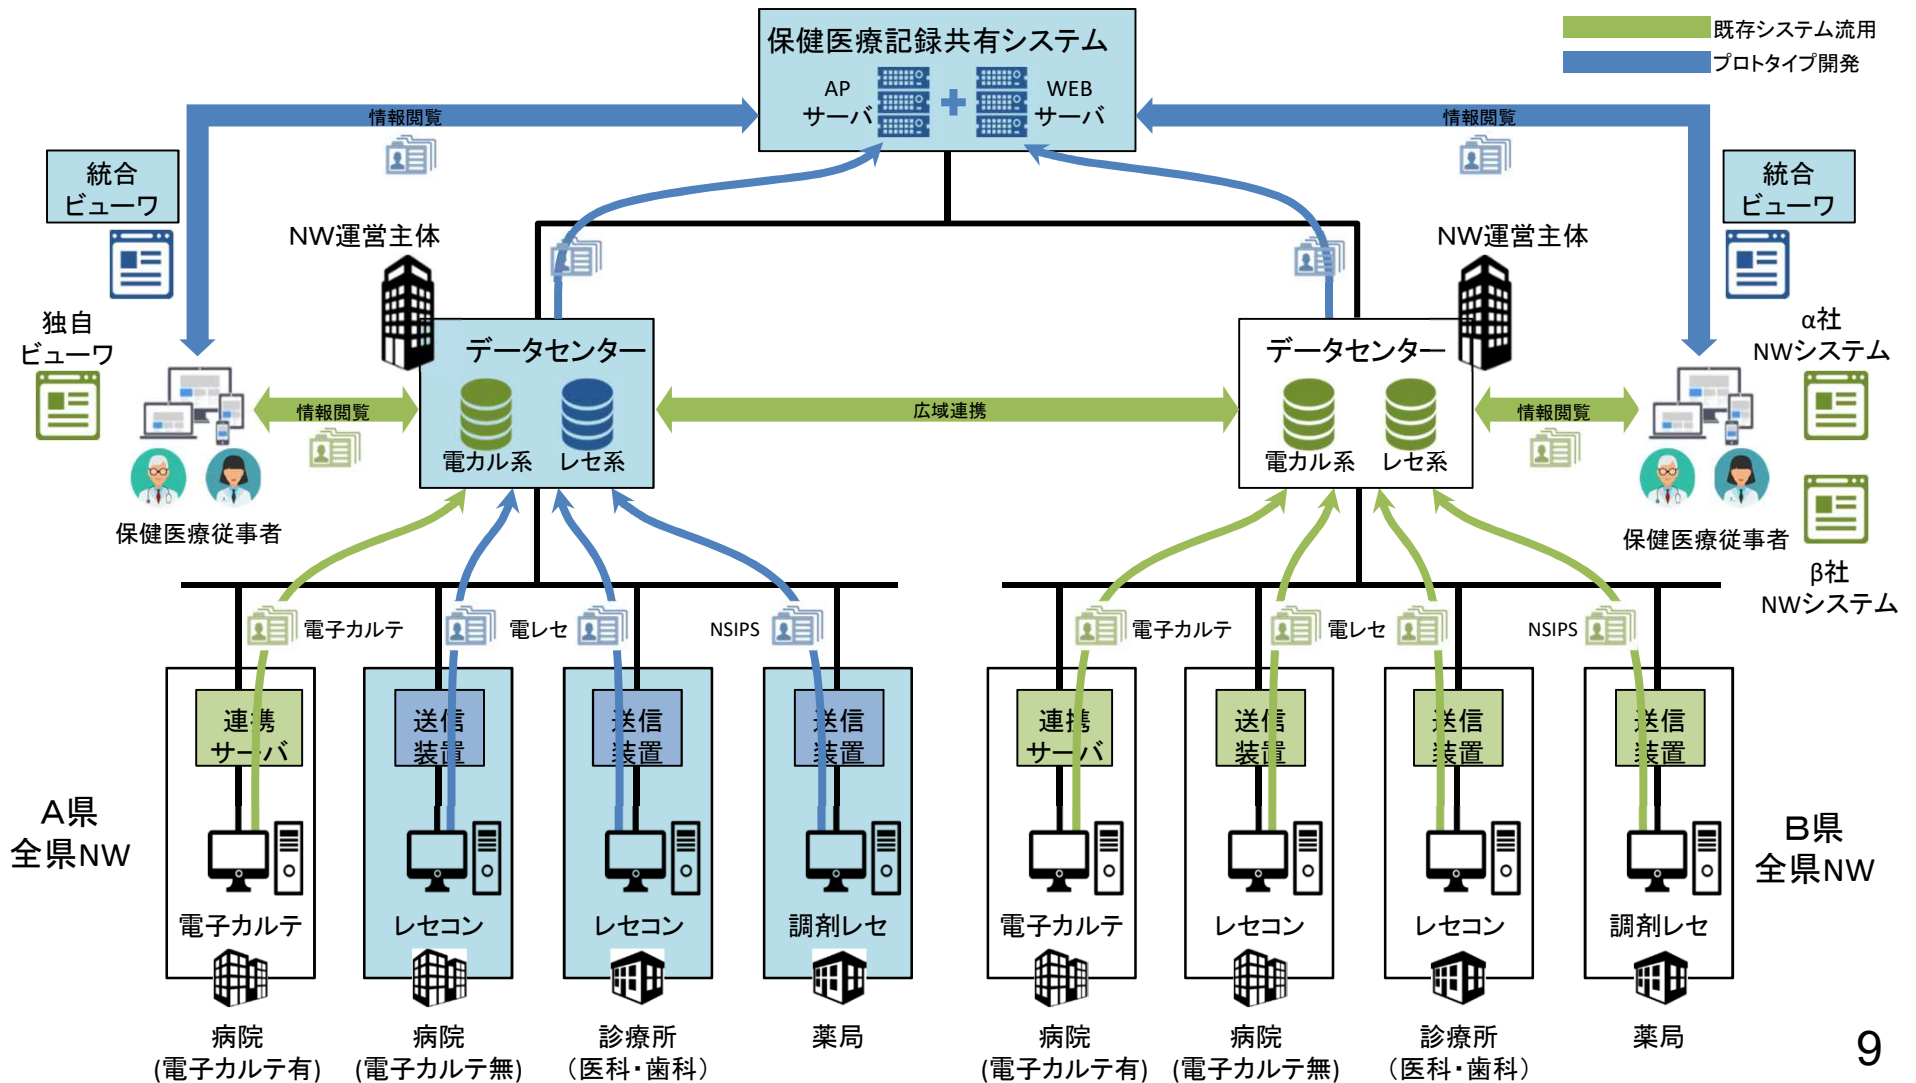 保健医療記録共有システム
AP
サーバ
WEB
サーバ
既存システム流用
プロトタイプ開発
情報閲覧
情報閲覧
統合
ビューワ
統合
ビューワ
NW運営主体
NW運営主体
独自
ビューワ
α社
NWシステム
データセンター
データセンター
情報閲覧
広域連携
情報閲覧
電カル系
レセ系
電カル系
レセ系
保健医療従事者
保健医療従事者
β社
NWシステム
電子カルテ
電レセ
NSIPS
電子カルテ
電レセ
NSIPS
連携
サーバ
送信
装置
送信
装置
送信
装置
連携
サーバ
送信
装置
送信
装置
送信
装置
A県
全県NW
B県
全県NW
電子カルテ
レセコン
レセコン
調剤レセ
電子カルテ
レセコン
レセコン
調剤レセ
病院
(電子カルテ有)
病院
(電子カルテ無)
診療所
（医科・歯科）
薬局
病院
(電子カルテ有)
病院
(電子カルテ無)
診療所
（医科・歯科）
薬局
9